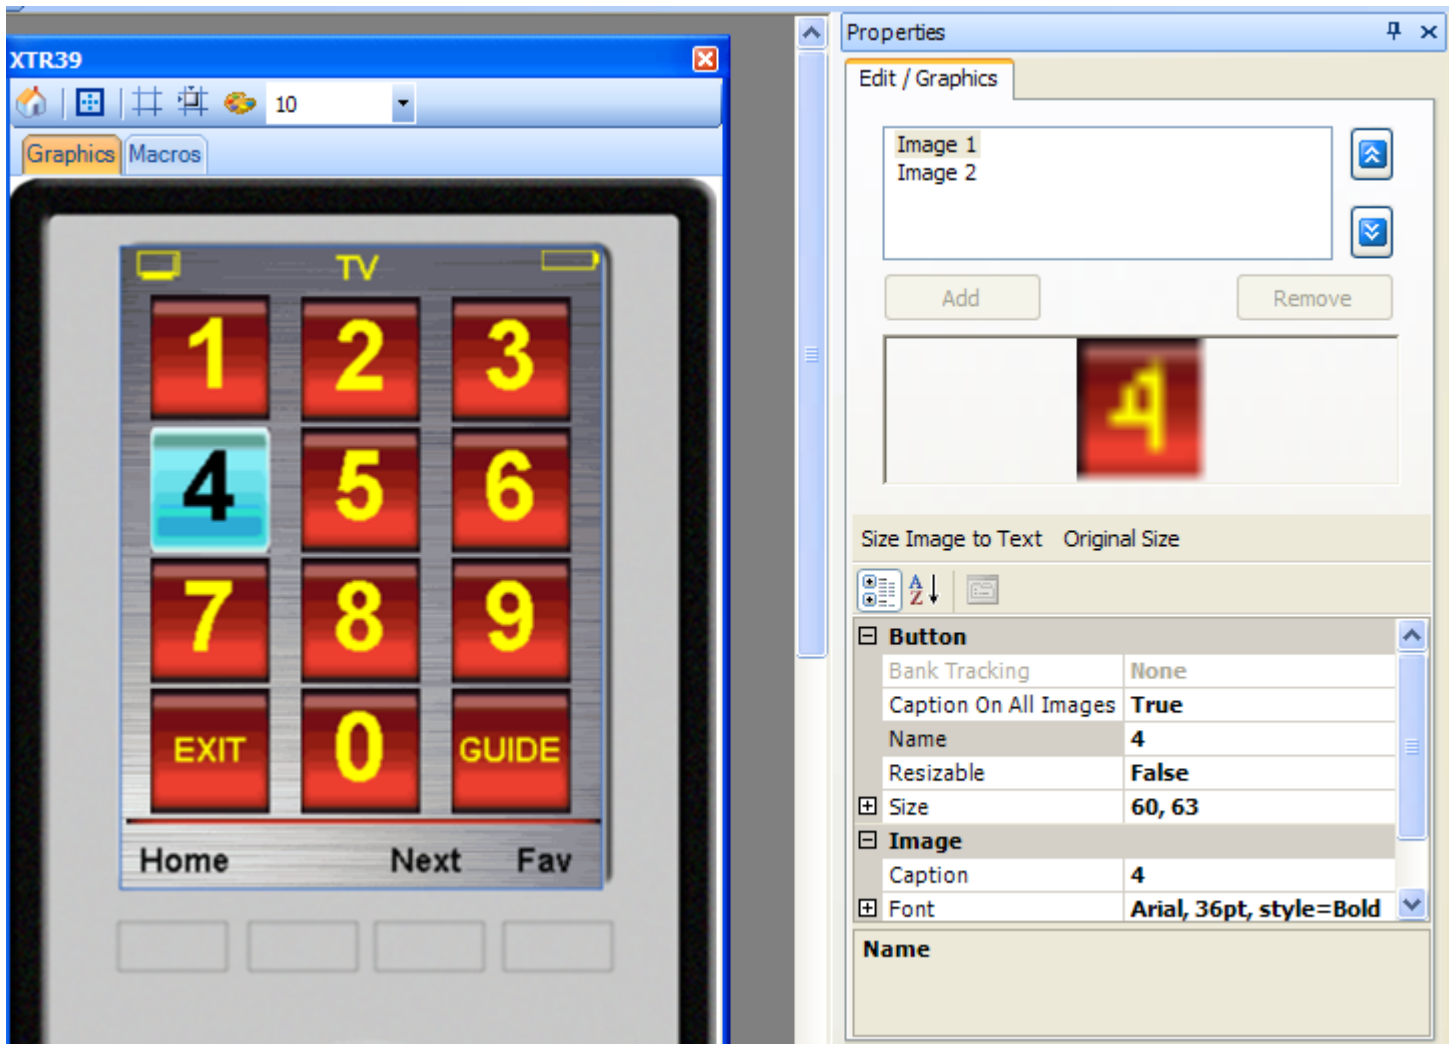 XTR39
10
Graphics Macros
TV
1 2 3
4 5 6
7 8 9
EXIT 0 GUIDE
Home Next Fav
Properties
Edit / Graphics
Image 1
Image 2
Add Remove
4
Size Image to Text Original Size
A
Z
Button
Bank Tracking None
Caption On All Images True
Name 4
Resizable False
Size 60, 63
Image
Caption 4
Font Arial, 36pt, style=Bold
Name